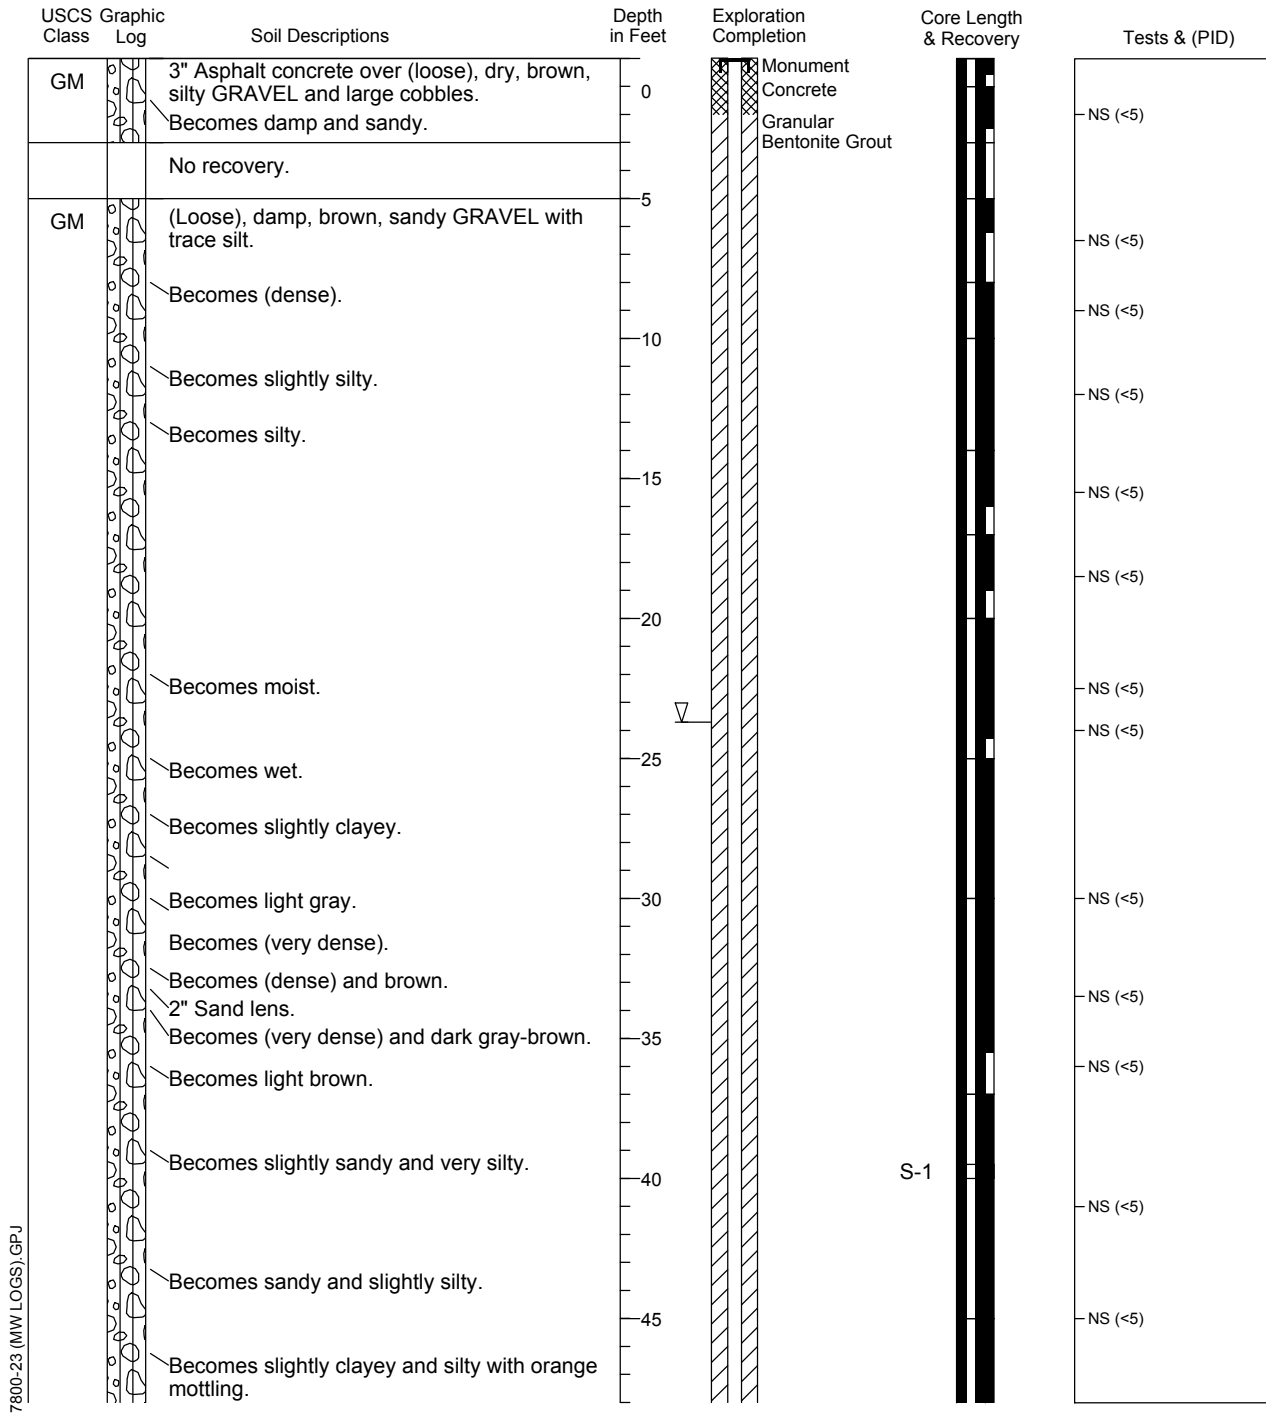 USCS Graphic
Class Log
Soil Descriptions
Depth
in Feet
Exploration
Completion
Core Length
& Recovery
Tests & (PID)
GM
3" Asphalt concrete over (loose), dry, brown,
silty GRAVEL and large cobbles.
Becomes damp and sandy.
0
Monument
Concrete
Granular
Bentonite Grout
NS (<5)
No recovery.
5
GM
(Loose), damp, brown, sandy GRAVEL with
trace silt.
NS (<5)
Becomes (dense).
NS (<5)
10
Becomes slightly silty.
NS (<5)
Becomes silty.
15
NS (<5)
NS (<5)
20
Becomes moist.
NS (<5)
NS (<5)
25
Becomes wet.
Becomes slightly clayey.
Becomes light gray.
30
NS (<5)
Becomes (very dense).
Becomes (dense) and brown.
2" Sand lens.
NS (<5)
Becomes (very dense) and dark gray-brown.
35
Becomes light brown.
NS (<5)
Becomes slightly sandy and very silty.
S-1
40
NS (<5)
Becomes sandy and slightly silty.
45
NS (<5)
Becomes slightly clayey and silty with orange
mottling.
7800-23 (MW LOGS).GPJ